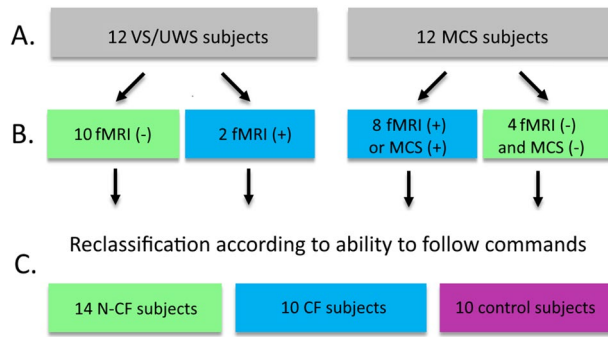 A.
12 VS/UWS subjects
12 MCS subjects
B.
10 fMRI (-)
2 fMRI (+)
8 fMRI (+)
or MCS (+)
4 fMRI (-)
and MCS (-)
Reclassification according to ability to follow commands
C.
14 N-CF subjects
10 CF subjects
10 control subjects